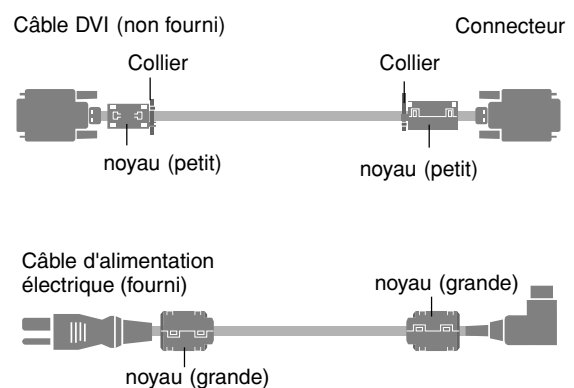 Câble DVI (non fourni)
Connecteur
Collier
Collier
noyau (petit)
noyau (petit)
Câble d'alimentation
électrique (fourni)
noyau (grande)
noyau (grande)